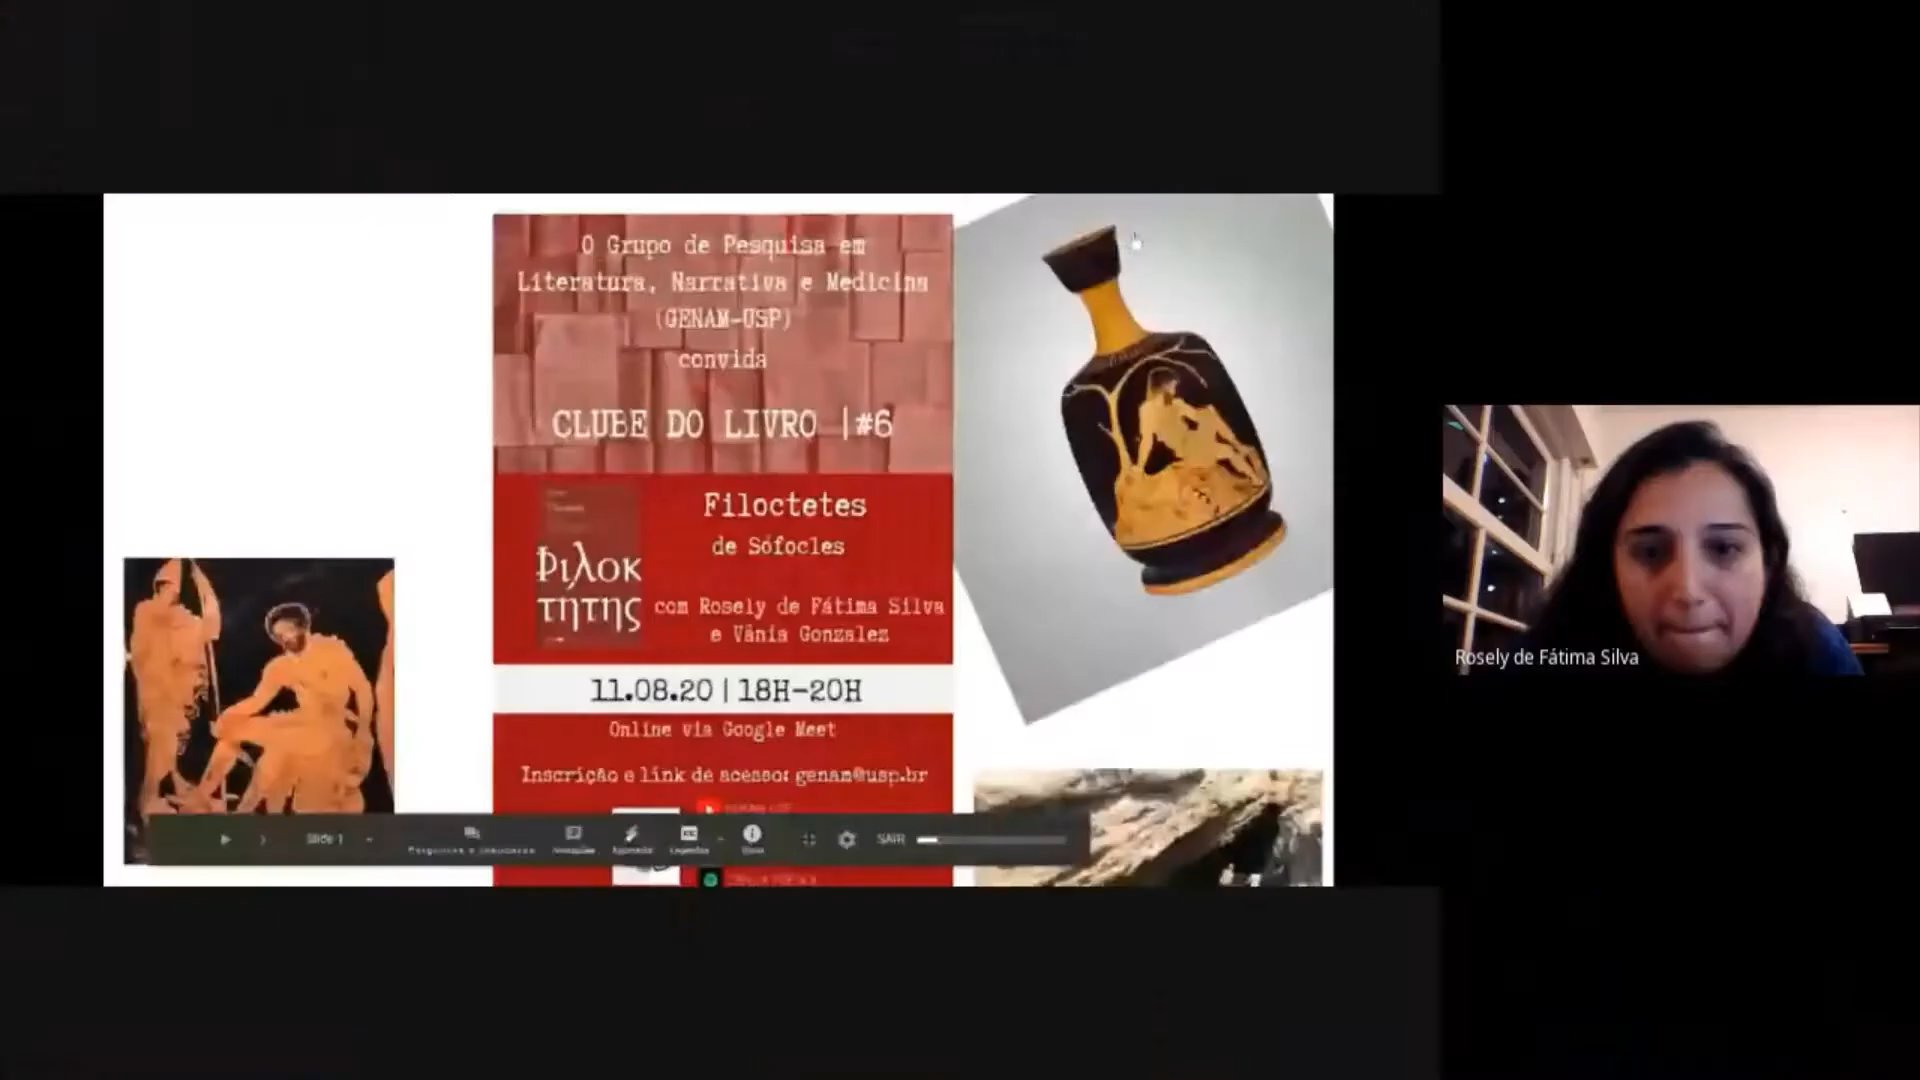 O Grupo de Pesquisa em
Literatura, Narrativa e Medicina
(GENAM-USP)
convida
CLUBE DO LIVRO |#6
Filoctetes
de Sófocles
Φιλοκ
τήτης
com Rosely de Fátima Silva
e Vânia Gonzalez
11.08.20 | 18H-20H
Online via Google Meet
Inscrição e link de acesso: genam@usp.br
Slide 1
SAIR
Rosely de Fátima Silva